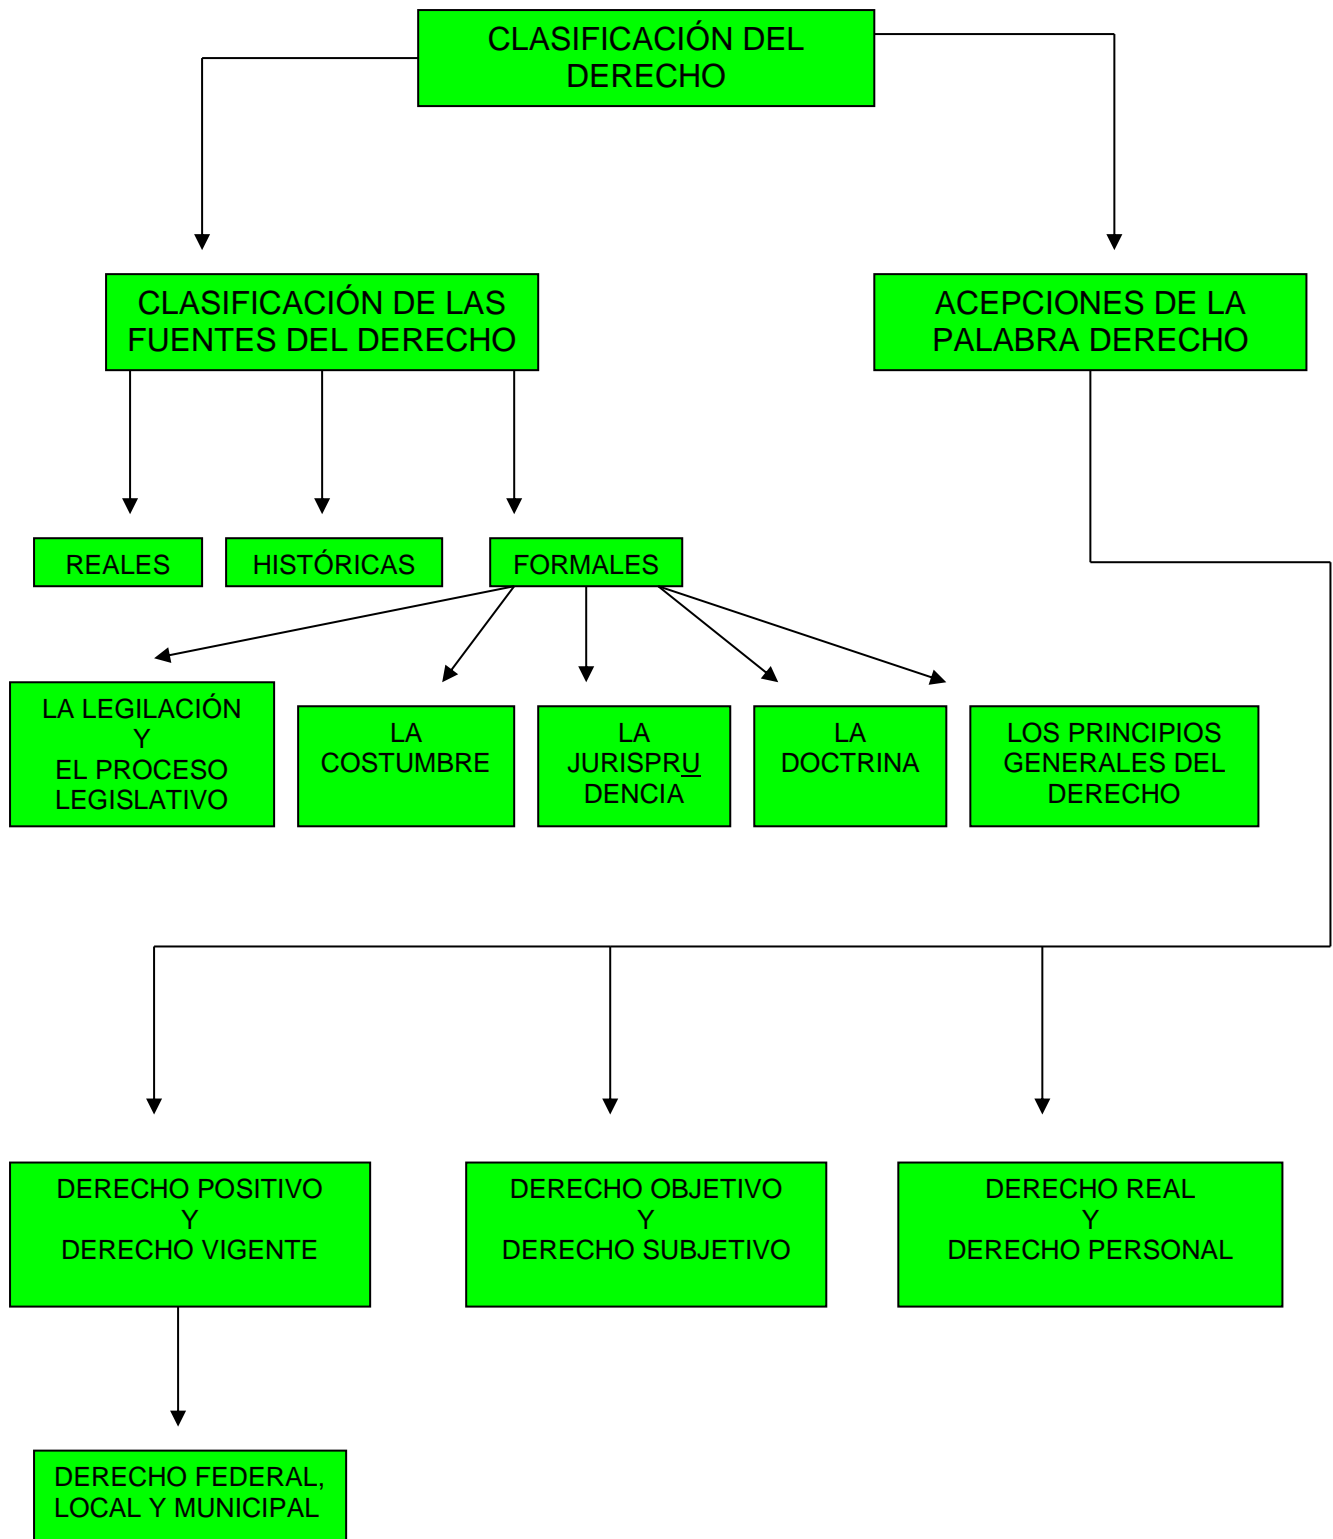 CLASIFICACIÓN DEL
DERECHO
CLASIFICACIÓN DE LAS
FUENTES DEL DERECHO
ACEPCIONES DE LA
PALABRA DERECHO
REALES
HISTÓRICAS
FORMALES
LA LEGILACIÓN
Y
EL PROCESO
LEGISLATIVO
LA
COSTUMBRE
LA
JURISPRU
DENCIA
LA
DOCTRINA
LOS PRINCIPIOS
GENERALES DEL
DERECHO
DERECHO POSITIVO
Y
DERECHO VIGENTE
DERECHO OBJETIVO
Y
DERECHO SUBJETIVO
DERECHO REAL
Y
DERECHO PERSONAL
DERECHO FEDERAL,
LOCAL Y MUNICIPAL